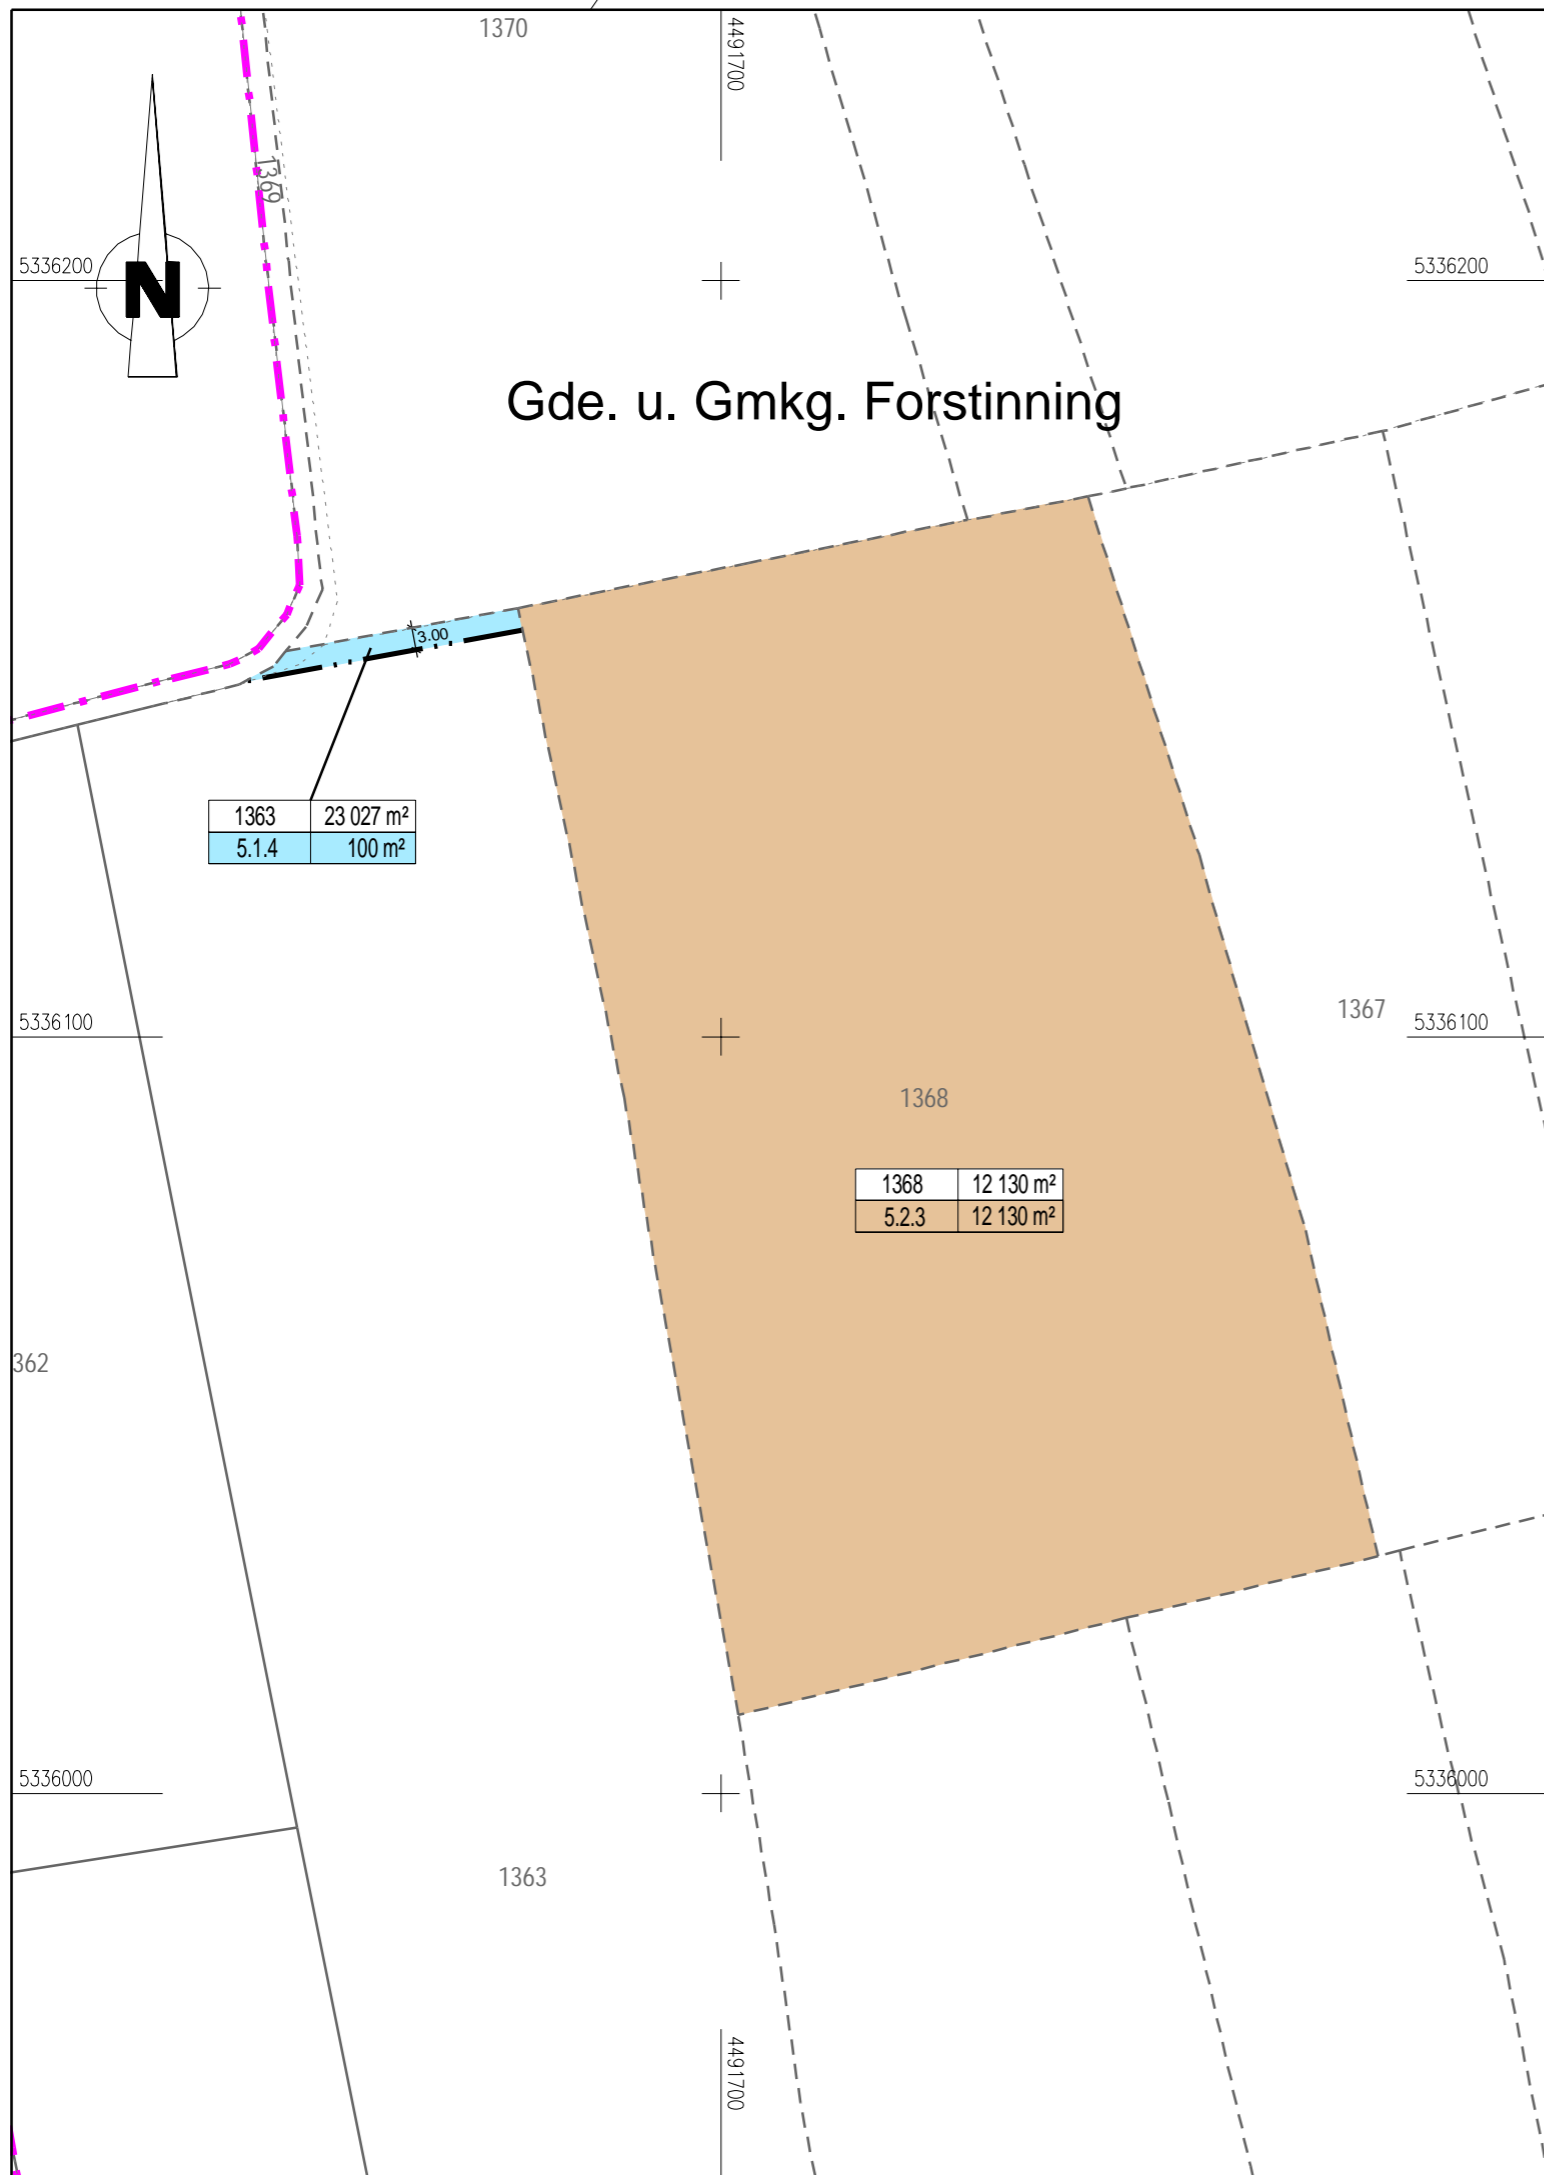 1370
4491700
1369
5336200
5336200
N
Gde. u. Gmkg. Forstinning
3.00
1363 23 027 m²
5.1.4 100 m²
1367
5336100
5336100
1368
1368 12 130 m²
5.2.3 12 130 m²
362
5336000
5336000
1363
4491700